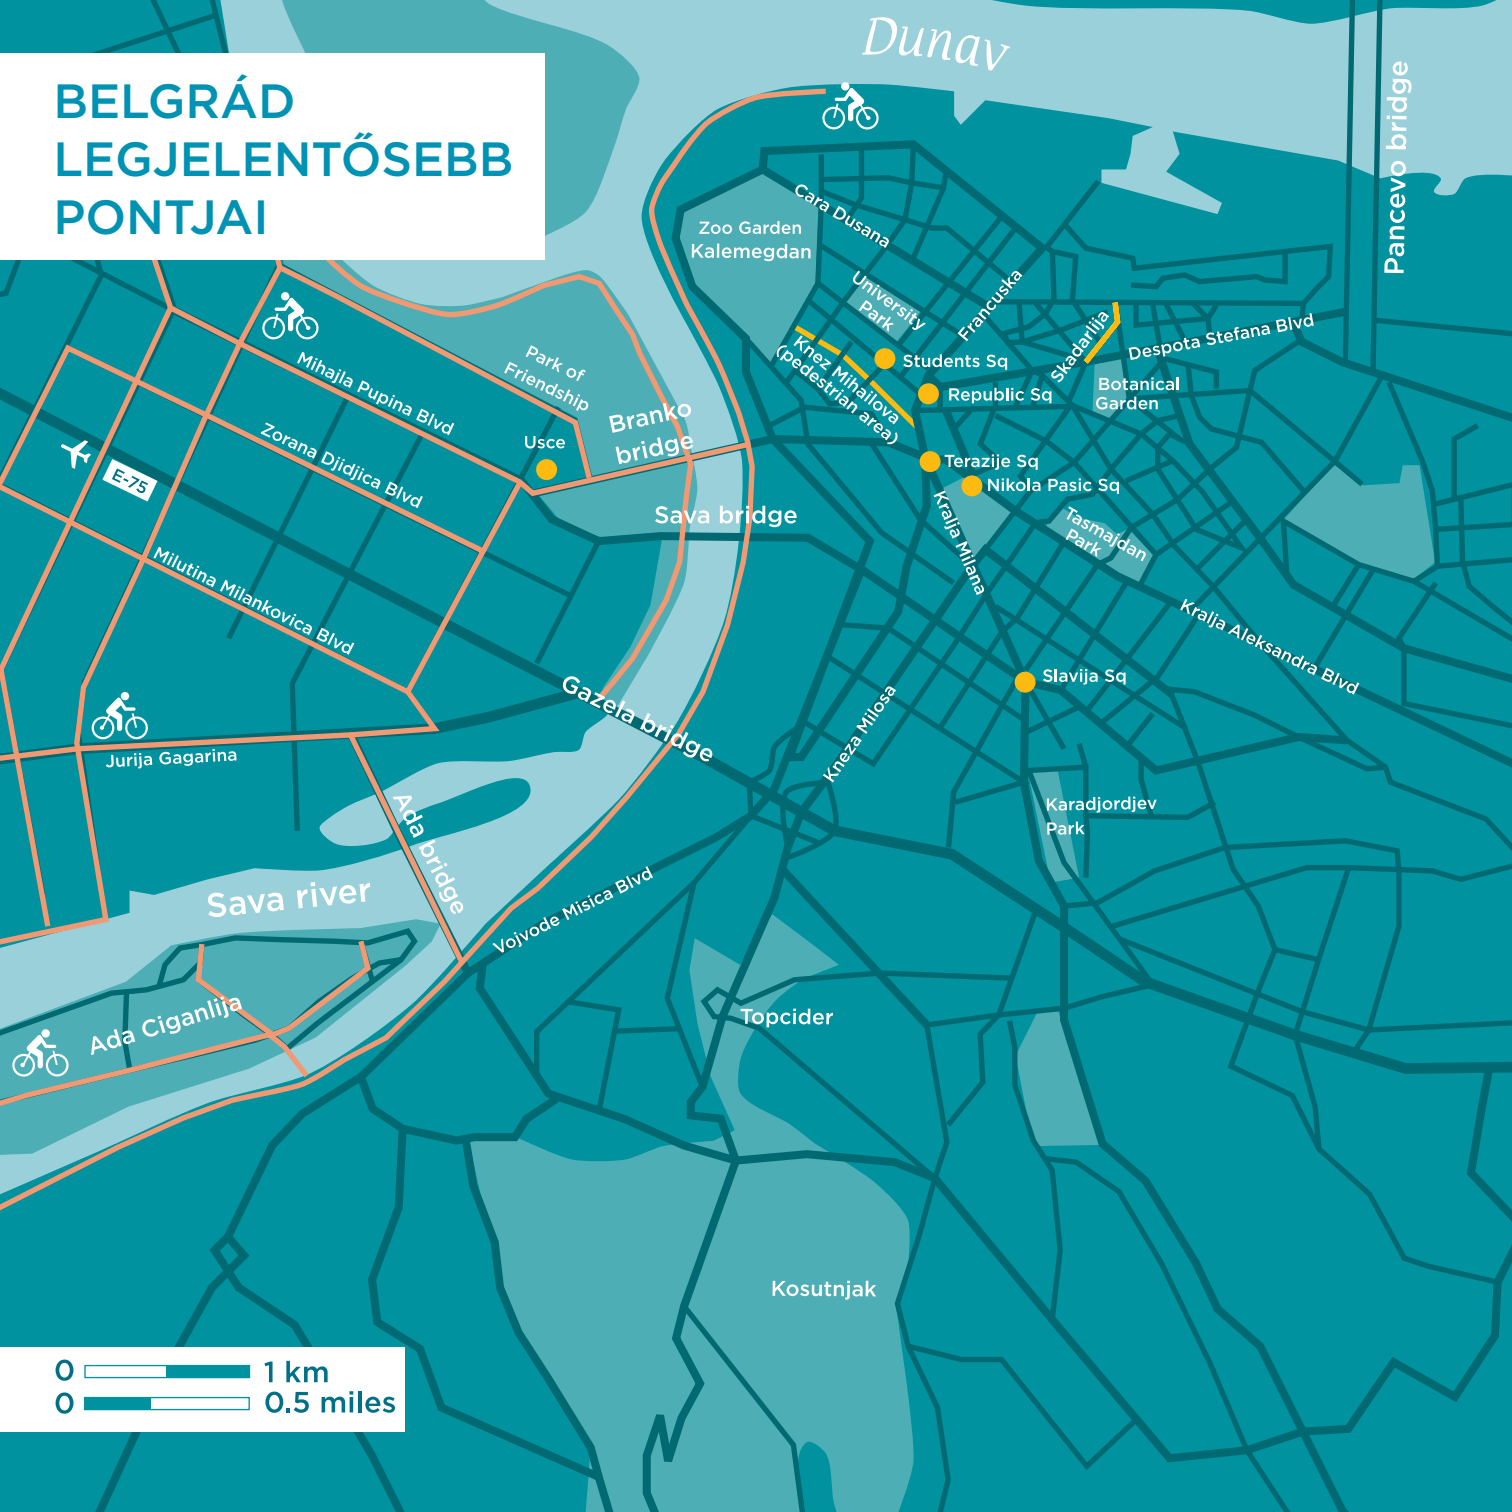 BELGRÁD
LEGJELENTŐSEBB
PONTJAI
Dunav
Pancevo bridge
Zoo Garden
Kalemegdan
Cara Dusana
University
Park
Francuska
Skadarlija
Despota Stefana Blvd
Knez Mihailova
(pedestrian area)
Students Sq
Republic Sq
Botanical
Garden
Park of
Friendship
Mihajla Pupina Blvd
Branko
bridge
Usce
Zorana Djidjica Blvd
E-75
Terazije Sq
Nikola Pasic Sq
Sava bridge
Kralja Milana
Tasmajdan
Park
Milutina Milankovica Blvd
Kralja Aleksandra Blvd
Slavija Sq
Gazela bridge
Kneza Milosa
Jurija Gagarina
Ada bridge
Karadjordjev
Park
Sava river
Vojvode Misica Blvd
Ada Ciganlija
Topcider
Kosutnjak
0 1 km
0 0.5 miles